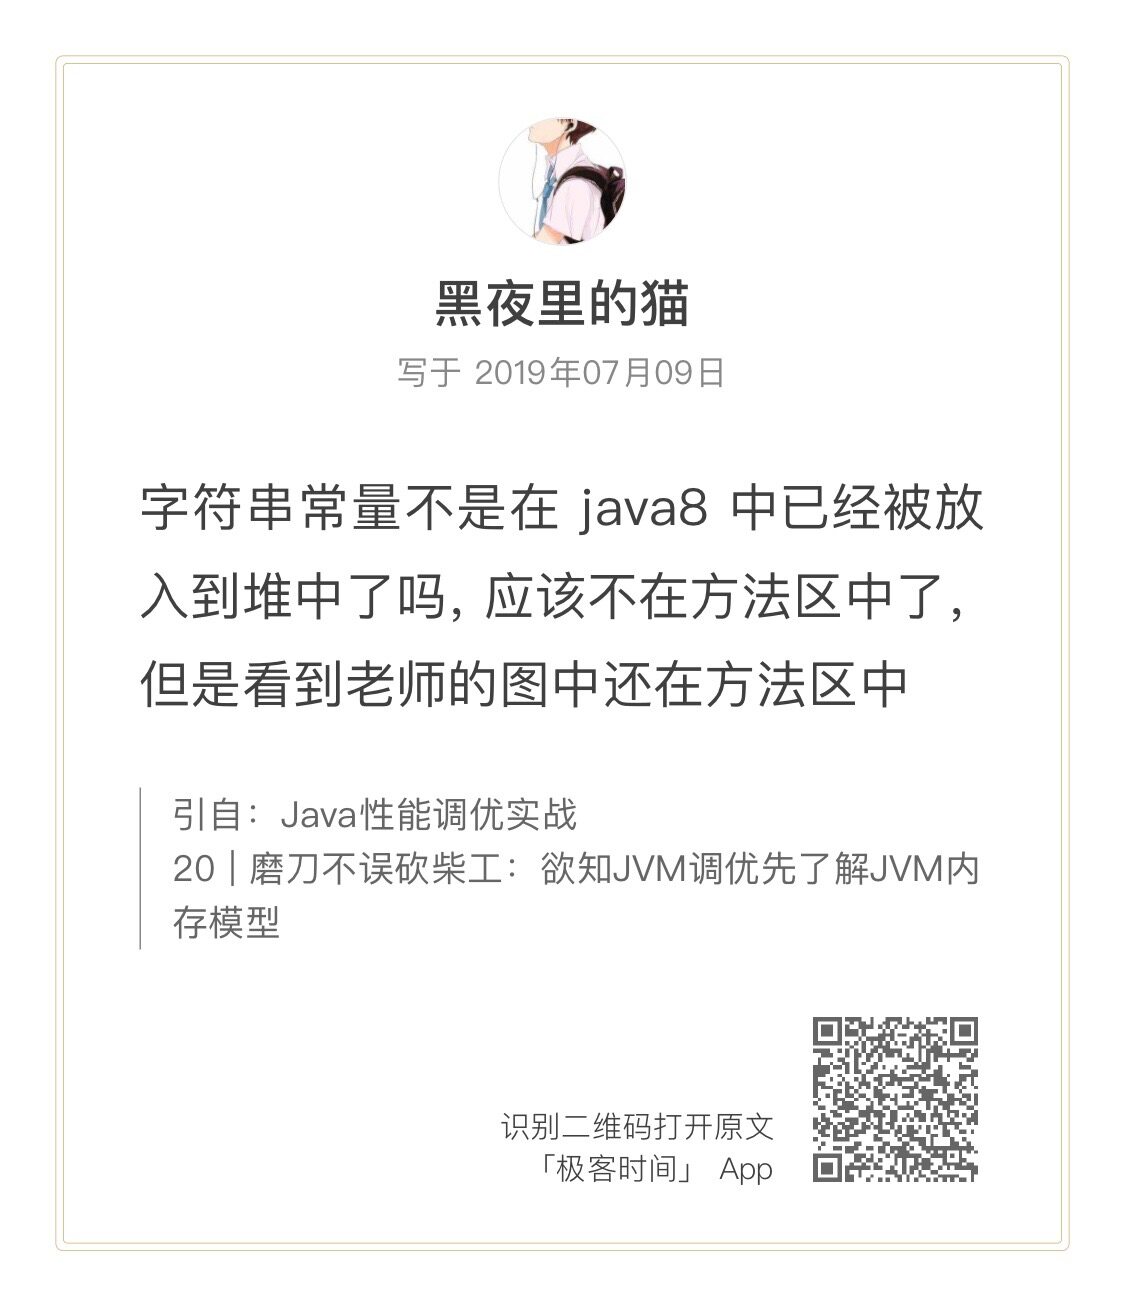 黑夜里的猫
写于 2019年07月09日
字符串常量不是在 java8 中已经被放
入到堆中了吗, 应该不在方法区中了,
但是看到老师的图中还在方法区中
引自：Java性能调优实战
20 | 磨刀不误砍柴工：欲知JVM调优先了解JVM内
存模型
识别二维码打开原文
「极客时间」 App